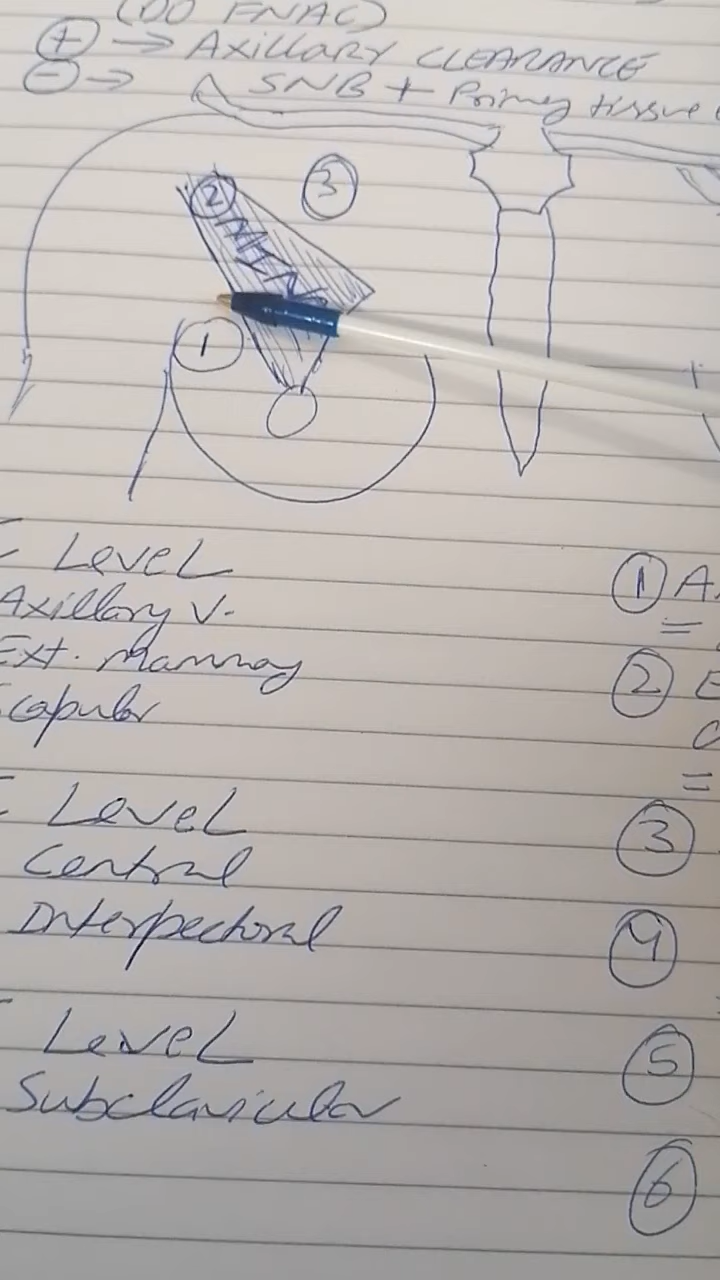 (DO FNAC)
+ → AXILLARY CLEARANCE
- → SNB + Primary tissue
2
3
MIN
1
LEVEL
Axillary V.
Ext. Mammary
Scapular
LEVEL
Central
Interpectoral
LEVEL
Subclavicular
1 A
=
2 E
=
3
4
5
6